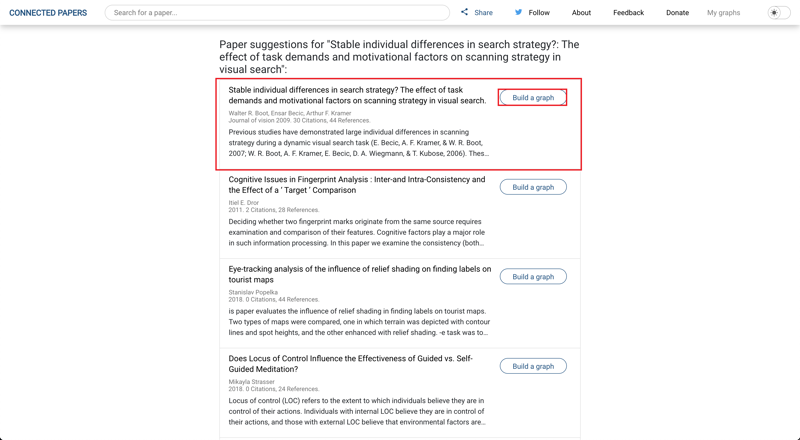 CONNECTED PAPERS
Search for a paper...
Share
Follow
About
Feedback
Donate
My graphs
Paper suggestions for "Stable individual differences in search strategy?: The
effect of task demands and motivational factors on scanning strategy in
visual search":
Stable individual differences in search strategy? The effect of task
demands and motivational factors on scanning strategy in visual search.
Build a graph
Walter R. Boot, Ensar Becic, Arthur F. Kramer
Journal of vision 2009. 30 Citations, 44 References.
Previous studies have demonstrated large individual differences in scanning
strategy during a dynamic visual search task (E. Becic, A. F. Kramer, & W. R. Boot,
2007; W. R. Boot, A. F. Kramer, E. Becic, D. A. Wiegmann, & T. Kubose, 2006). Thes...
Cognitive Issues in Fingerprint Analysis : Inter-and Intra-Consistency and
the Effect of a ‘ Target ’ Comparison
Build a graph
Itiel E. Dror
2011. 2 Citations, 28 References.
Deciding whether two fingerprint marks originate from the same source requires
examination and comparison of their features. Cognitive factors play a major role
in such information processing. In this paper we examine the consistency (both...
Eye-tracking analysis of the influence of relief shading on finding labels on
tourist maps
Build a graph
Stanislav Popelka
2018. 0 Citations, 44 References.
is paper evaluates the influence of relief shading in finding labels on tourist maps.
Two types of maps were compared, one in which terrain was depicted with contour
lines and spot heights, and the other enhanced with relief shading. -e task was to...
Does Locus of Control Influence the Effectiveness of Guided vs. Self-
Guided Meditation?
Build a graph
Mikayla Strasser
2018. 0 Citations, 24 References.
Locus of control (LOC) refers to the extent to which individuals believe they are in
control of their actions. Individuals with internal LOC believe they are in control of
their actions, and those with external LOC believe that environmental factors are...